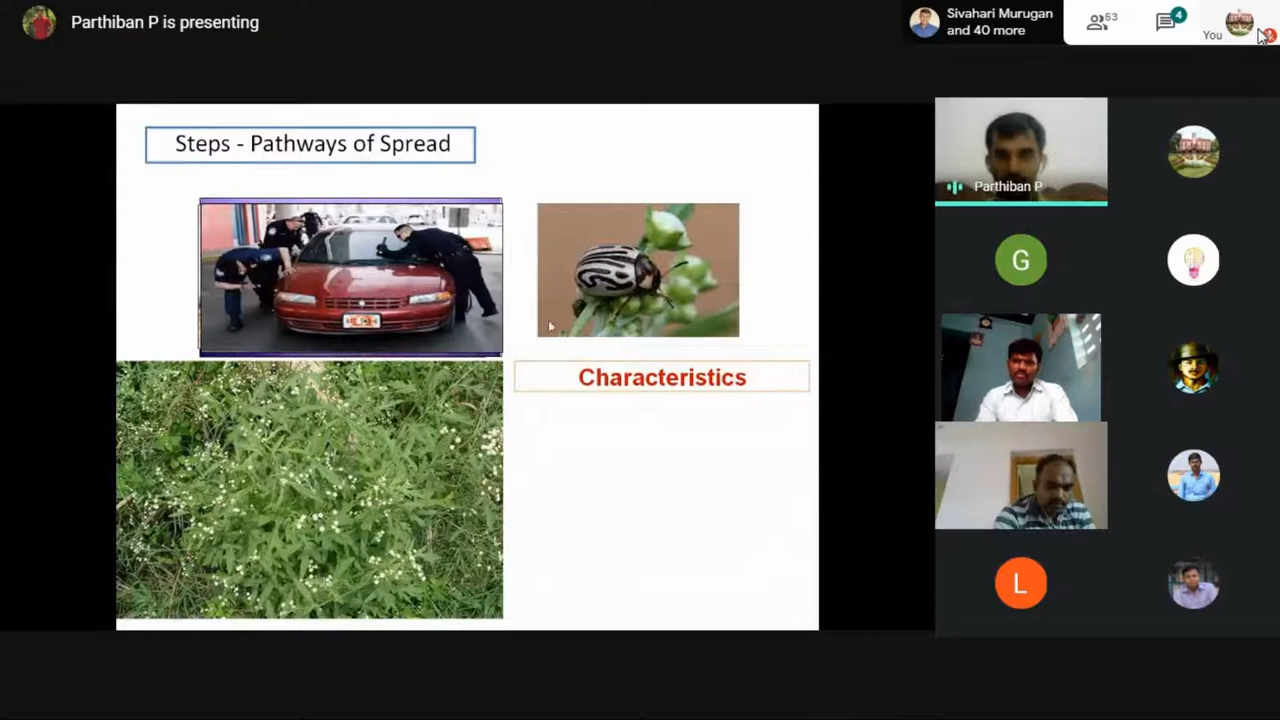 Parthiban P is presenting
Sivahari Murugan
and 40 more
53
4
You
Steps - Pathways of Spread
Parthiban P
G
Characteristics
L